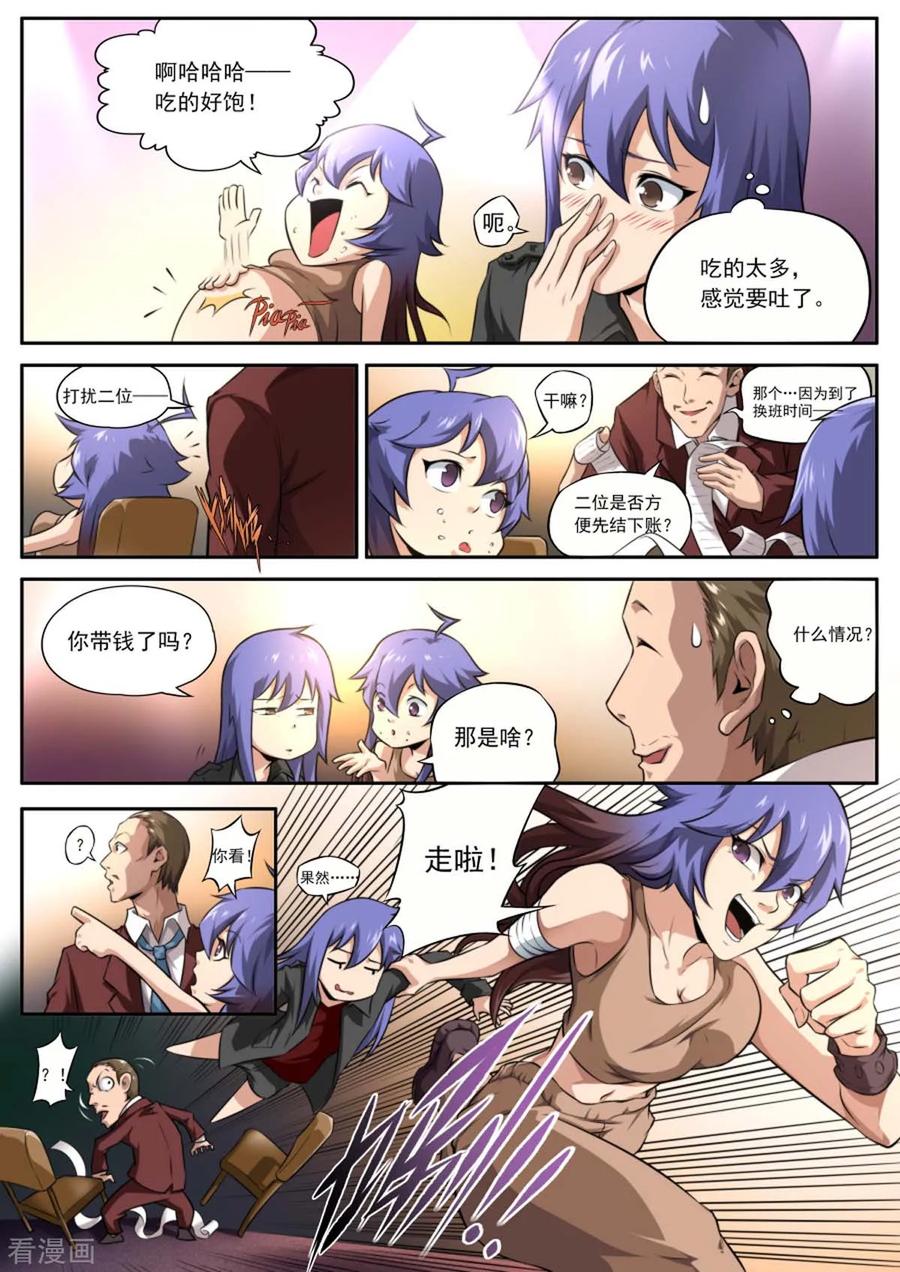 啊哈哈哈——
吃的好饱！
呃。
吃的太多，
感觉要吐了。
Pia
Pia
打扰二位——
干嘛？
那个…因为到了
换班时间——
二位是否方
便先结下账？
你带钱了吗？
那是啥？
什么情况？
？
你看！
果然……
走啦！
？！
看漫画